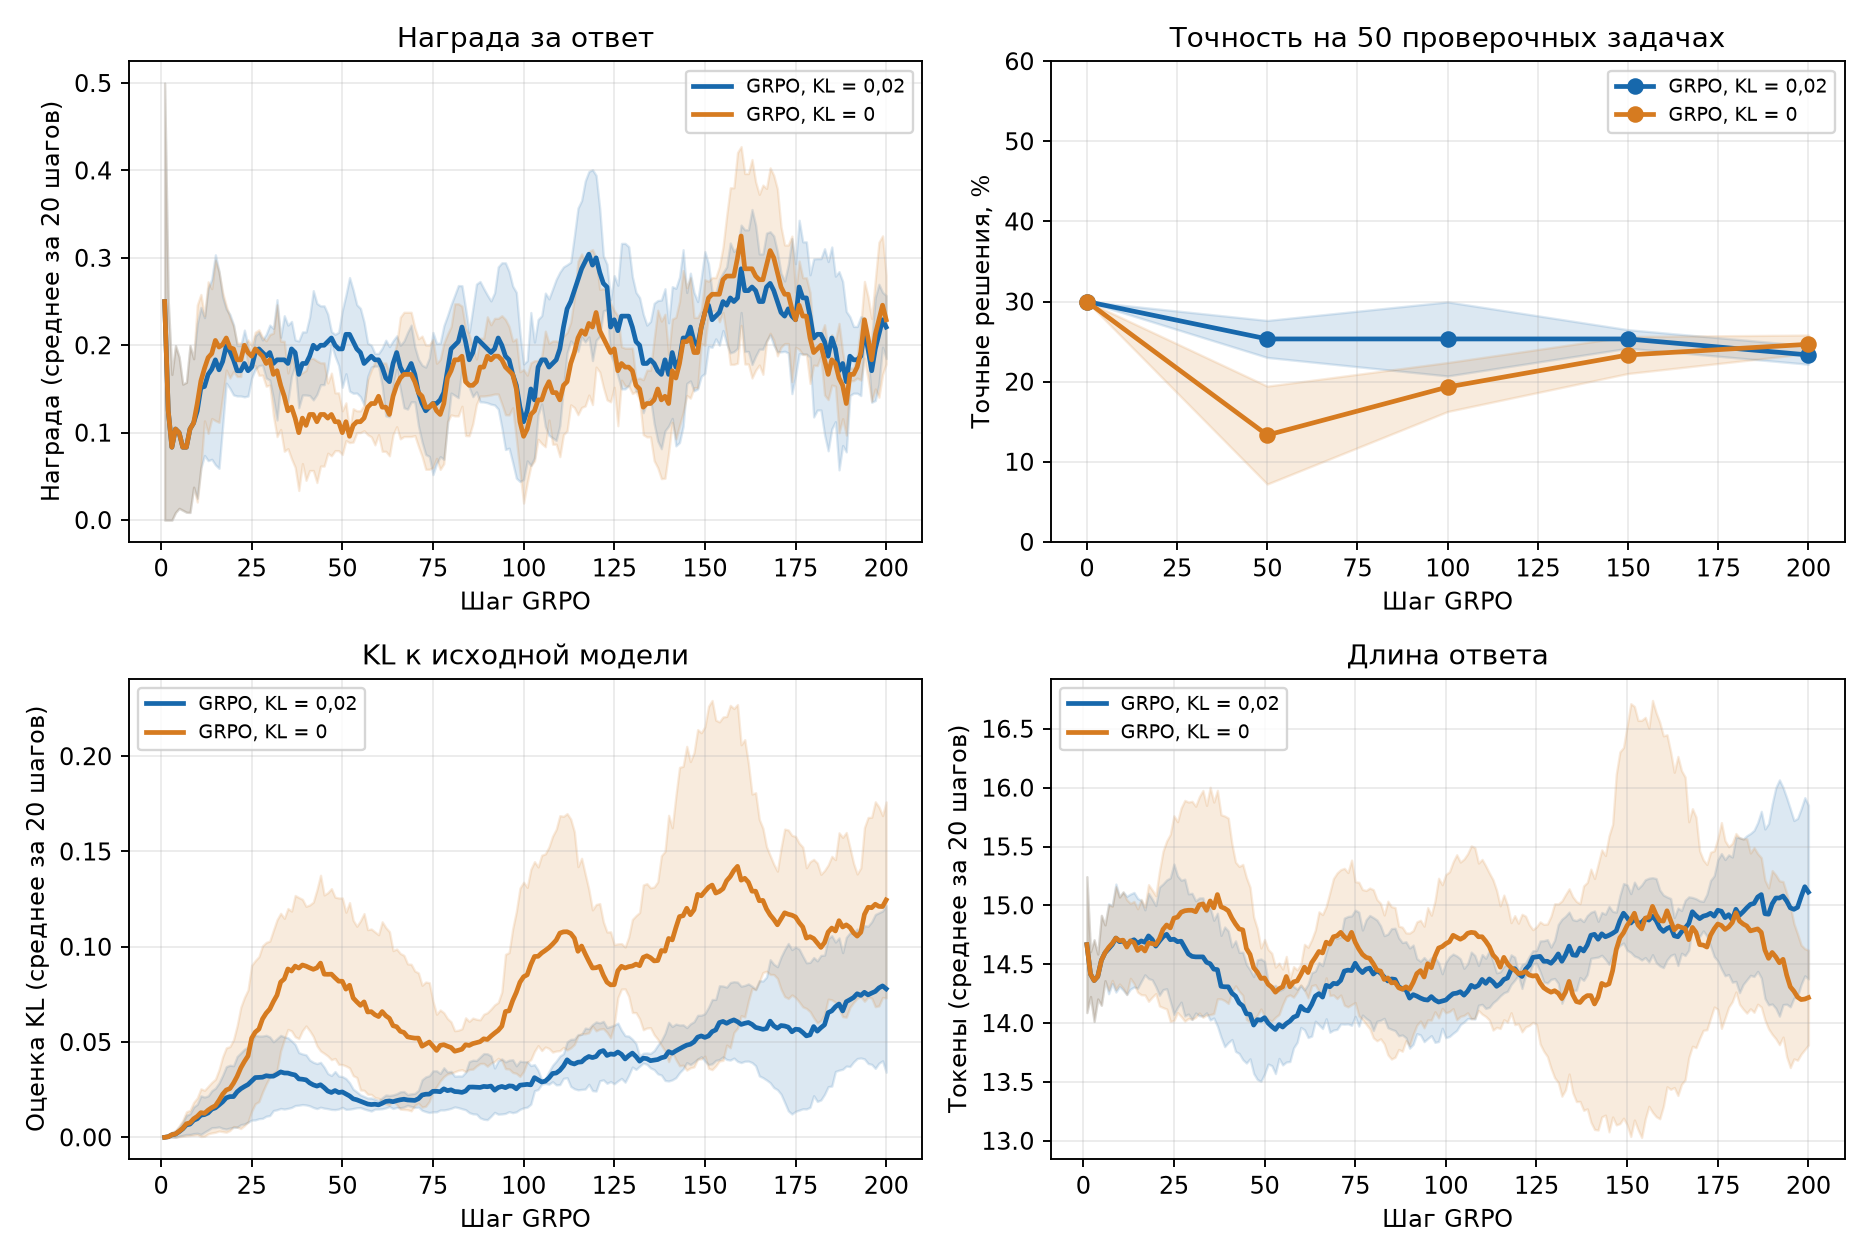 Награда за ответ
Награда (среднее за 20 шагов)
0.5
0.4
0.3
0.2
0.1
0.0
GRPO, KL = 0,02
GRPO, KL = 0
0 25 50 75 100 125 150 175 200
Шаг GRPO
Точность на 50 проверочных задачах
Точные решения, %
60
50
40
30
20
10
0
GRPO, KL = 0,02
GRPO, KL = 0
0 25 50 75 100 125 150 175 200
Шаг GRPO
KL к исходной модели
Оценка KL (среднее за 20 шагов)
0.20
0.15
0.10
0.05
0.00
GRPO, KL = 0,02
GRPO, KL = 0
0 25 50 75 100 125 150 175 200
Шаг GRPO
Длина ответа
Токены (среднее за 20 шагов)
16.5
16.0
15.5
15.0
14.5
14.0
13.5
13.0
GRPO, KL = 0,02
GRPO, KL = 0
0 25 50 75 100 125 150 175 200
Шаг GRPO